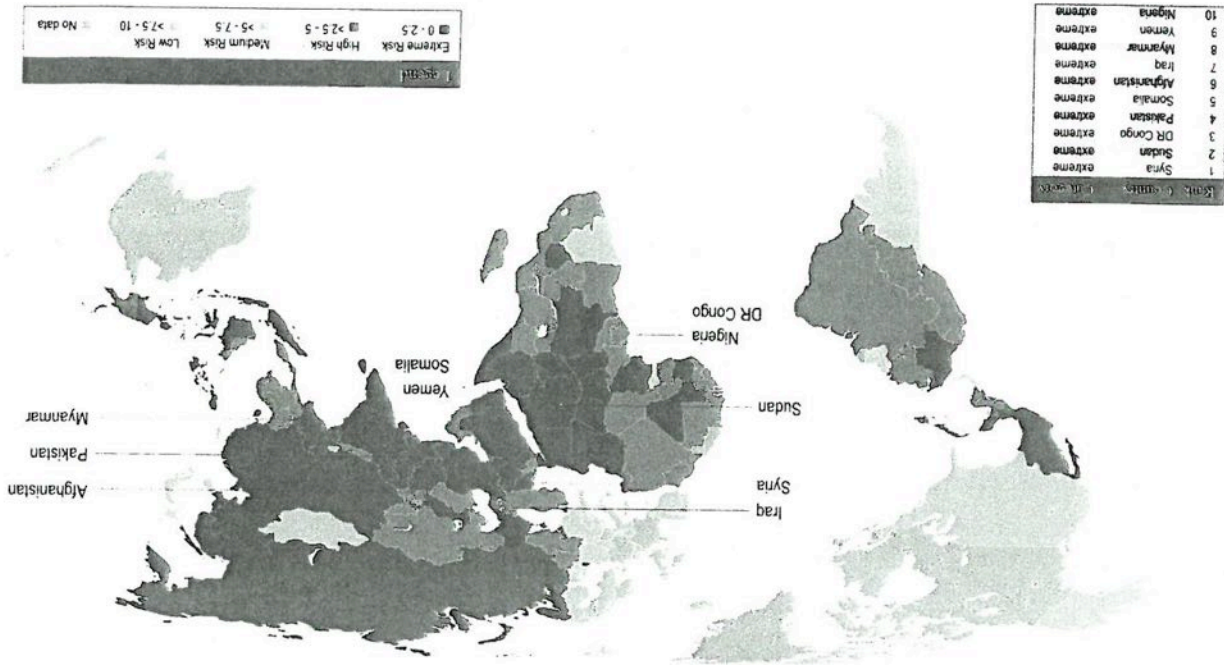 Rank Country Category
1 Syria extreme
2 Sudan extreme
3 DR Congo extreme
4 Pakistan extreme
5 Somalia extreme
6 Afghanistan extreme
7 Iraq extreme
8 Myanmar extreme
9 Yemen extreme
10 Nigeria extreme
Iraq
Syria
Sudan
Nigeria
DR Congo
Yemen
Somalia
Afghanistan
Pakistan
Myanmar
Legend
Extreme Risk
0 - 2.5
High Risk
>2.5 - 5
Medium Risk
>5 - 7.5
Low Risk
>7.5 - 10
No data